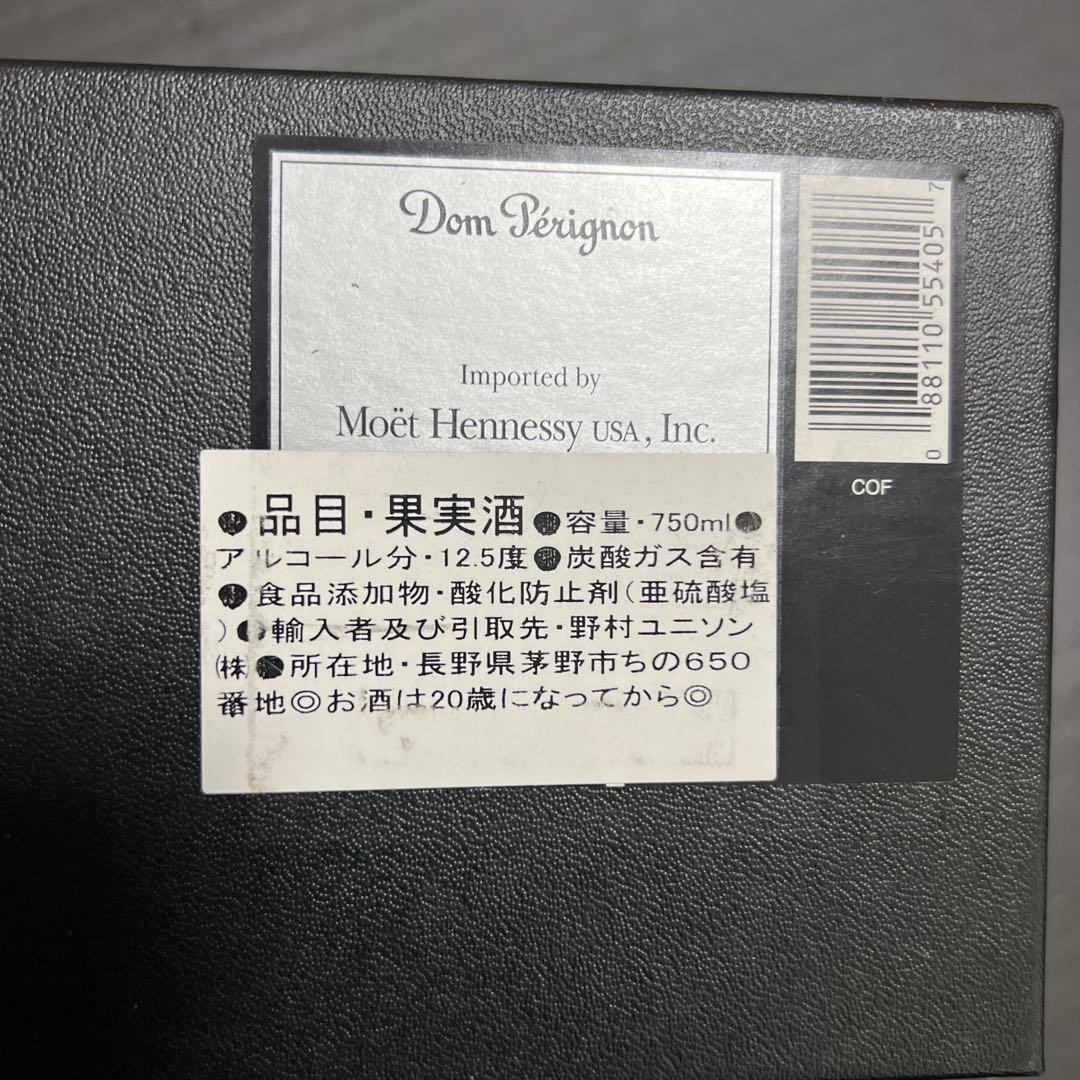 Dom Pérignon
Imported by
Moët Hennessy USA, Inc.
0 88110 55405 7
COF
●品目・果実酒●容量・750ml●
アルコール分・12.5度●炭酸ガス含有
●食品添加物・酸化防止剤(亜硫酸塩
)●輸入者及び引取先・野村ユニソン
㈱●所在地・長野県茅野市ちの650
番地◎お酒は20歳になってから◎